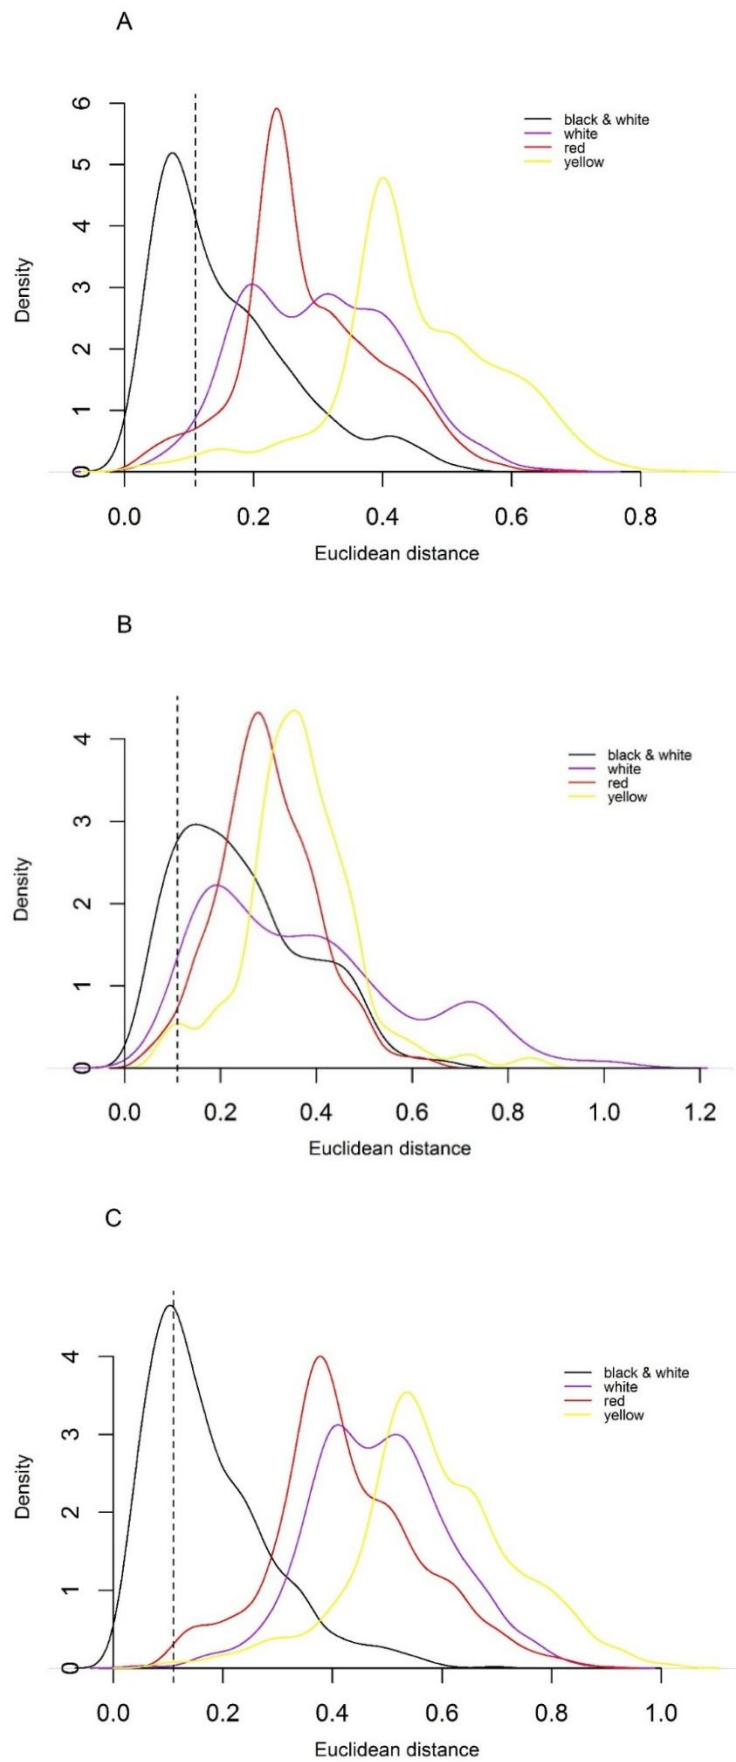 A
6
5
4
3
2
1
0
Density
black & white
white
red
yellow
0.0 0.2 0.4 0.6 0.8
Euclidean distance
B
4
3
2
1
0
Density
black & white
white
red
yellow
0.0 0.2 0.4 0.6 0.8 1.0 1.2
Euclidean distance
C
4
3
2
1
0
Density
black & white
white
red
yellow
0.0 0.2 0.4 0.6 0.8 1.0
Euclidean distance